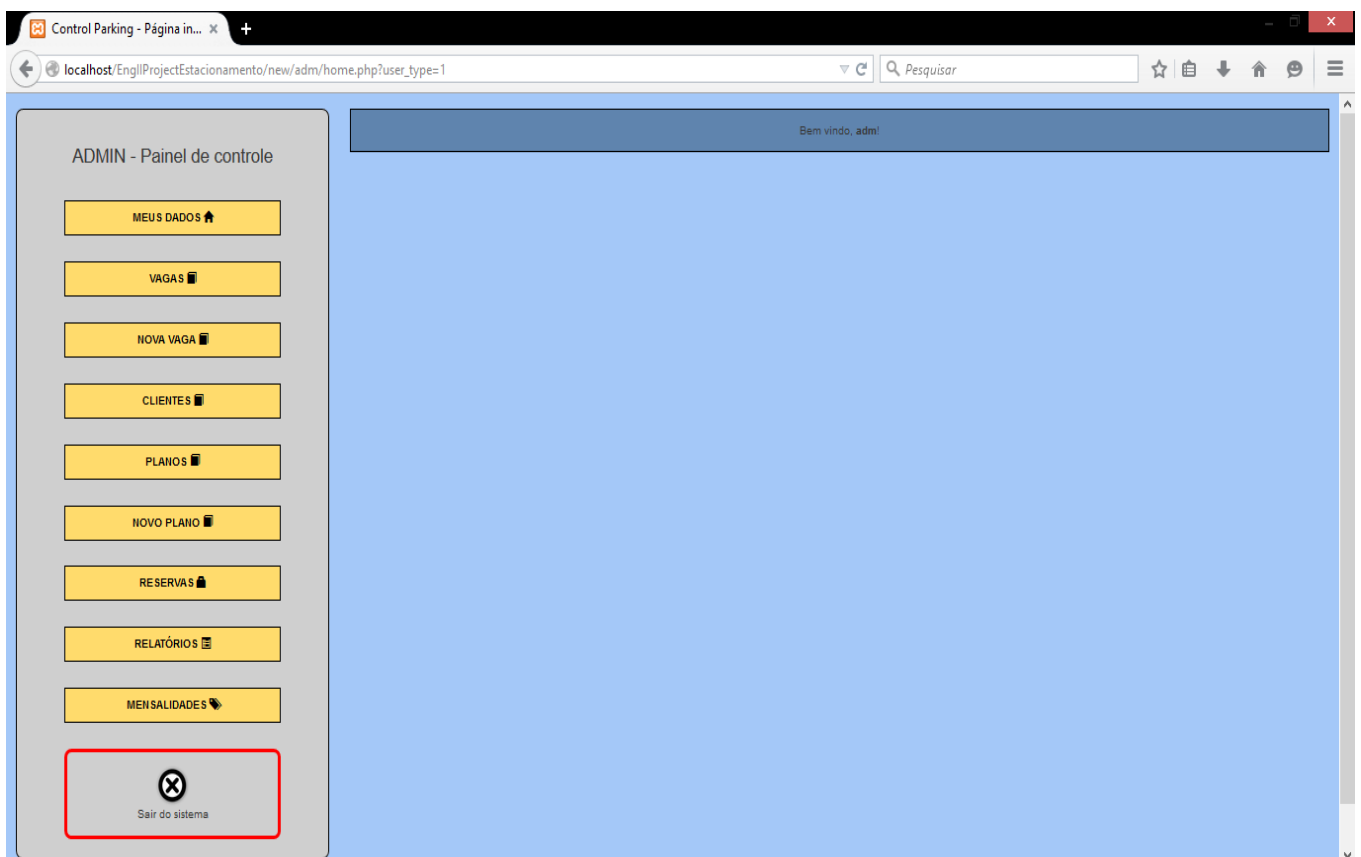 Control Parking - Página in...
localhost/EngIIProjectEstacionamento/new/adm/home.php?user_type=1
Pesquisar
ADMIN - Painel de controle
MEUS DADOS
VAGAS
NOVA VAGA
CLIENTES
PLANOS
NOVO PLANO
RESERVAS
RELATÓRIOS
MENSALIDADES
Sair do sistema
Bem vindo, adm!